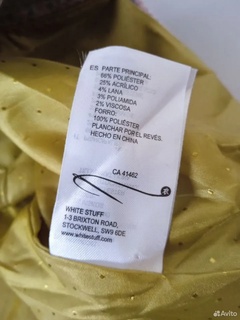 ES PARTE PRINCIPAL:
66% POLIÉSTER
25% ACRÍLICO
4% LANA
3% POLIAMIDA
2% VISCOSA
FORRO:
100% POLIÉSTER
PLANCHAR POR EL REVÉS.
HECHO EN CHINA
CA 41462
WHITE STUFF
1-3 BRIXTON ROAD,
STOCKWELL, SW9 6DE
www.whitestuff.com
Avito